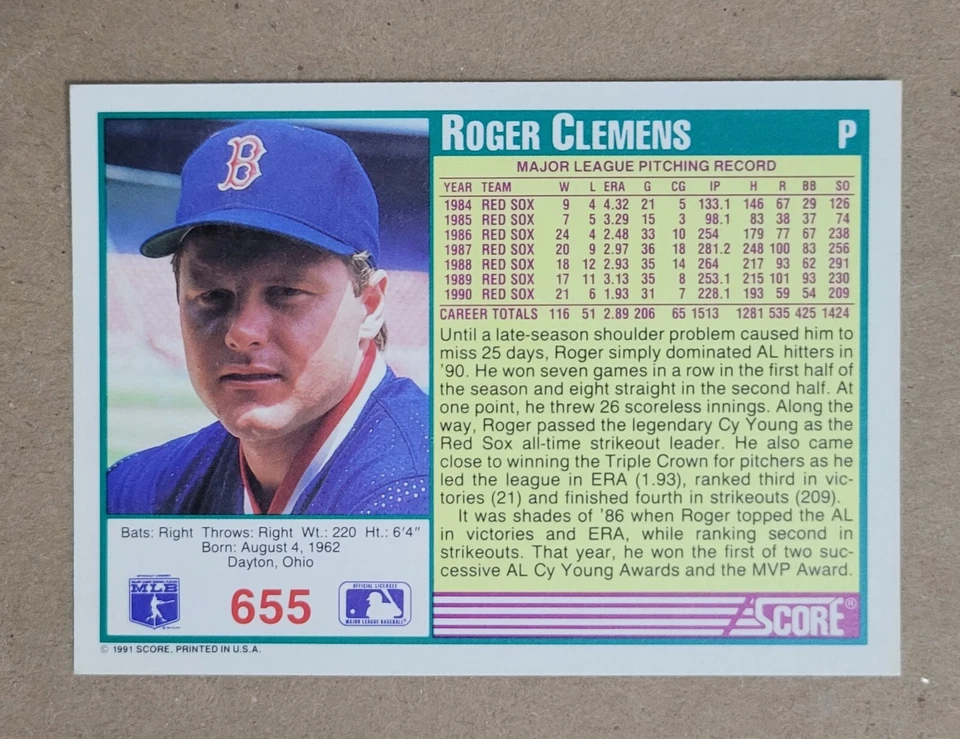 ROGER CLEMENS P
MAJOR LEAGUE PITCHING RECORD
YEAR TEAM W L ERA G CG IP H R BB SO
1984 RED SOX 9 4 4.32 21 5 133.1 146 67 29 126
1985 RED SOX 7 5 3.29 15 3 98.1 83 38 37 74
1986 RED SOX 24 4 2.48 33 10 254 179 77 67 238
1987 RED SOX 20 9 2.97 36 18 281.2 248 100 83 256
1988 RED SOX 18 12 2.93 35 14 264 217 93 62 291
1989 RED SOX 17 11 3.13 35 8 253.1 215 101 93 230
1990 RED SOX 21 6 1.93 31 7 228.1 193 59 54 209
CAREER TOTALS 116 51 2.89 206 65 1513 1281 535 425 1424
Until a late-season shoulder problem caused him to
miss 25 days, Roger simply dominated AL hitters in
'90. He won seven games in a row in the first half of
the season and eight straight in the second half. At
one point, he threw 26 scoreless innings. Along the
way, Roger passed the legendary Cy Young as the
Red Sox all-time strikeout leader. He also came
close to winning the Triple Crown for pitchers as he
led the league in ERA (1.93), ranked third in vic-
tories (21) and finished fourth in strikeouts (209).
It was shades of '86 when Roger topped the AL
in victories and ERA, while ranking second in
strikeouts. That year, he won the first of two suc-
cessive AL Cy Young Awards and the MVP Award.
B
Bats: Right Throws: Right Wt.: 220 Ht.: 6'4"
Born: August 4, 1962
Dayton, Ohio
MLB
655
OFFICIAL LICENSEE
MAJOR LEAGUE BASEBALL
SCORE®
© 1991 SCORE, PRINTED IN U.S.A.